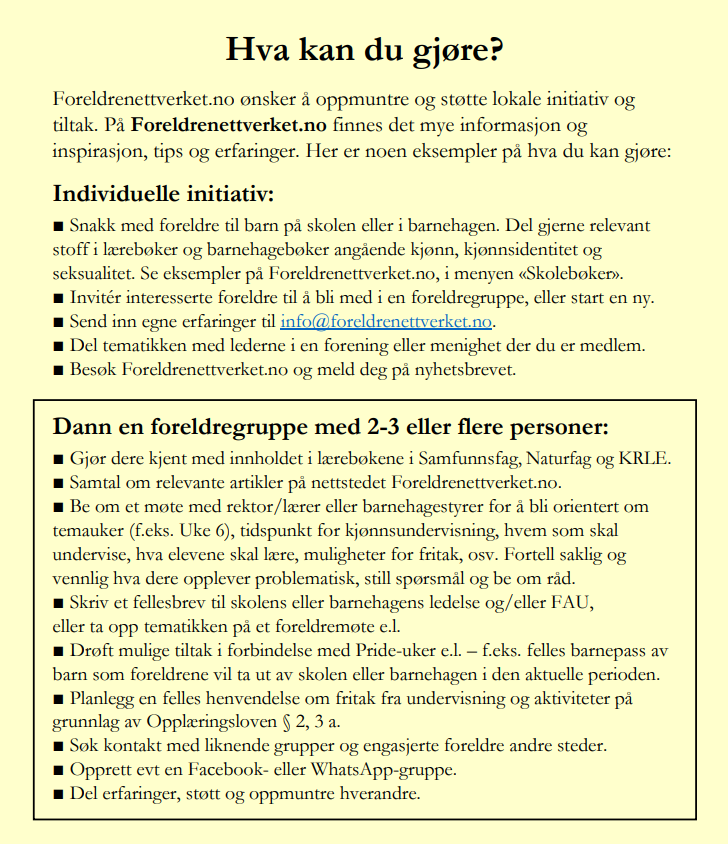 Hva kan du gjøre?
Foreldrenettverket.no ønsker å oppmuntre og støtte lokale initiativ og
tiltak. På Foreldrenettverket.no finnes det mye informasjon og
inspirasjon, tips og erfaringer. Her er noen eksempler på hva du kan gjøre:
Individuelle initiativ:
■ Snakk med foreldre til barn på skolen eller i barnehagen. Del gjerne relevant
stoff i lærebøker og barnehagebøker angående kjønn, kjønnsidentitet og
seksualitet. Se eksempler på Foreldrenettverket.no, i menyen «Skolebøker».
■ Invitér interesserte foreldre til å bli med i en foreldregruppe, eller start en ny.
■ Send inn egne erfaringer til info@foreldrenettverket.no.
■ Del tematikken med lederne i en forening eller menighet der du er medlem.
■ Besøk Foreldrenettverket.no og meld deg på nyhetsbrevet.
Dann en foreldregruppe med 2-3 eller flere personer:
■ Gjør dere kjent med innholdet i lærebøkene i Samfunnsfag, Naturfag og KRLE.
■ Samtal om relevante artikler på nettstedet Foreldrenettverket.no.
■ Be om et møte med rektor/lærer eller barnehagestyrer for å bli orientert om
temauker (f.eks. Uke 6), tidspunkt for kjønnsundervisning, hvem som skal
undervise, hva elevene skal lære, muligheter for fritak, osv. Fortell saklig og
vennlig hva dere opplever problematisk, still spørsmål og be om råd.
■ Skriv et fellesbrev til skolens eller barnehagens ledelse og/eller FAU,
eller ta opp tematikken på et foreldremøte e.l.
■ Drøft mulige tiltak i forbindelse med Pride-uker e.l. – f.eks. felles barnepass av
barn som foreldrene vil ta ut av skolen eller barnehagen i den aktuelle perioden.
■ Planlegg en felles henvendelse om fritak fra undervisning og aktiviteter på
grunnlag av Opplæringsloven § 2, 3 a.
■ Søk kontakt med liknende grupper og engasjerte foreldre andre steder.
■ Opprett evt en Facebook- eller WhatsApp-gruppe.
■ Del erfaringer, støtt og oppmuntre hverandre.